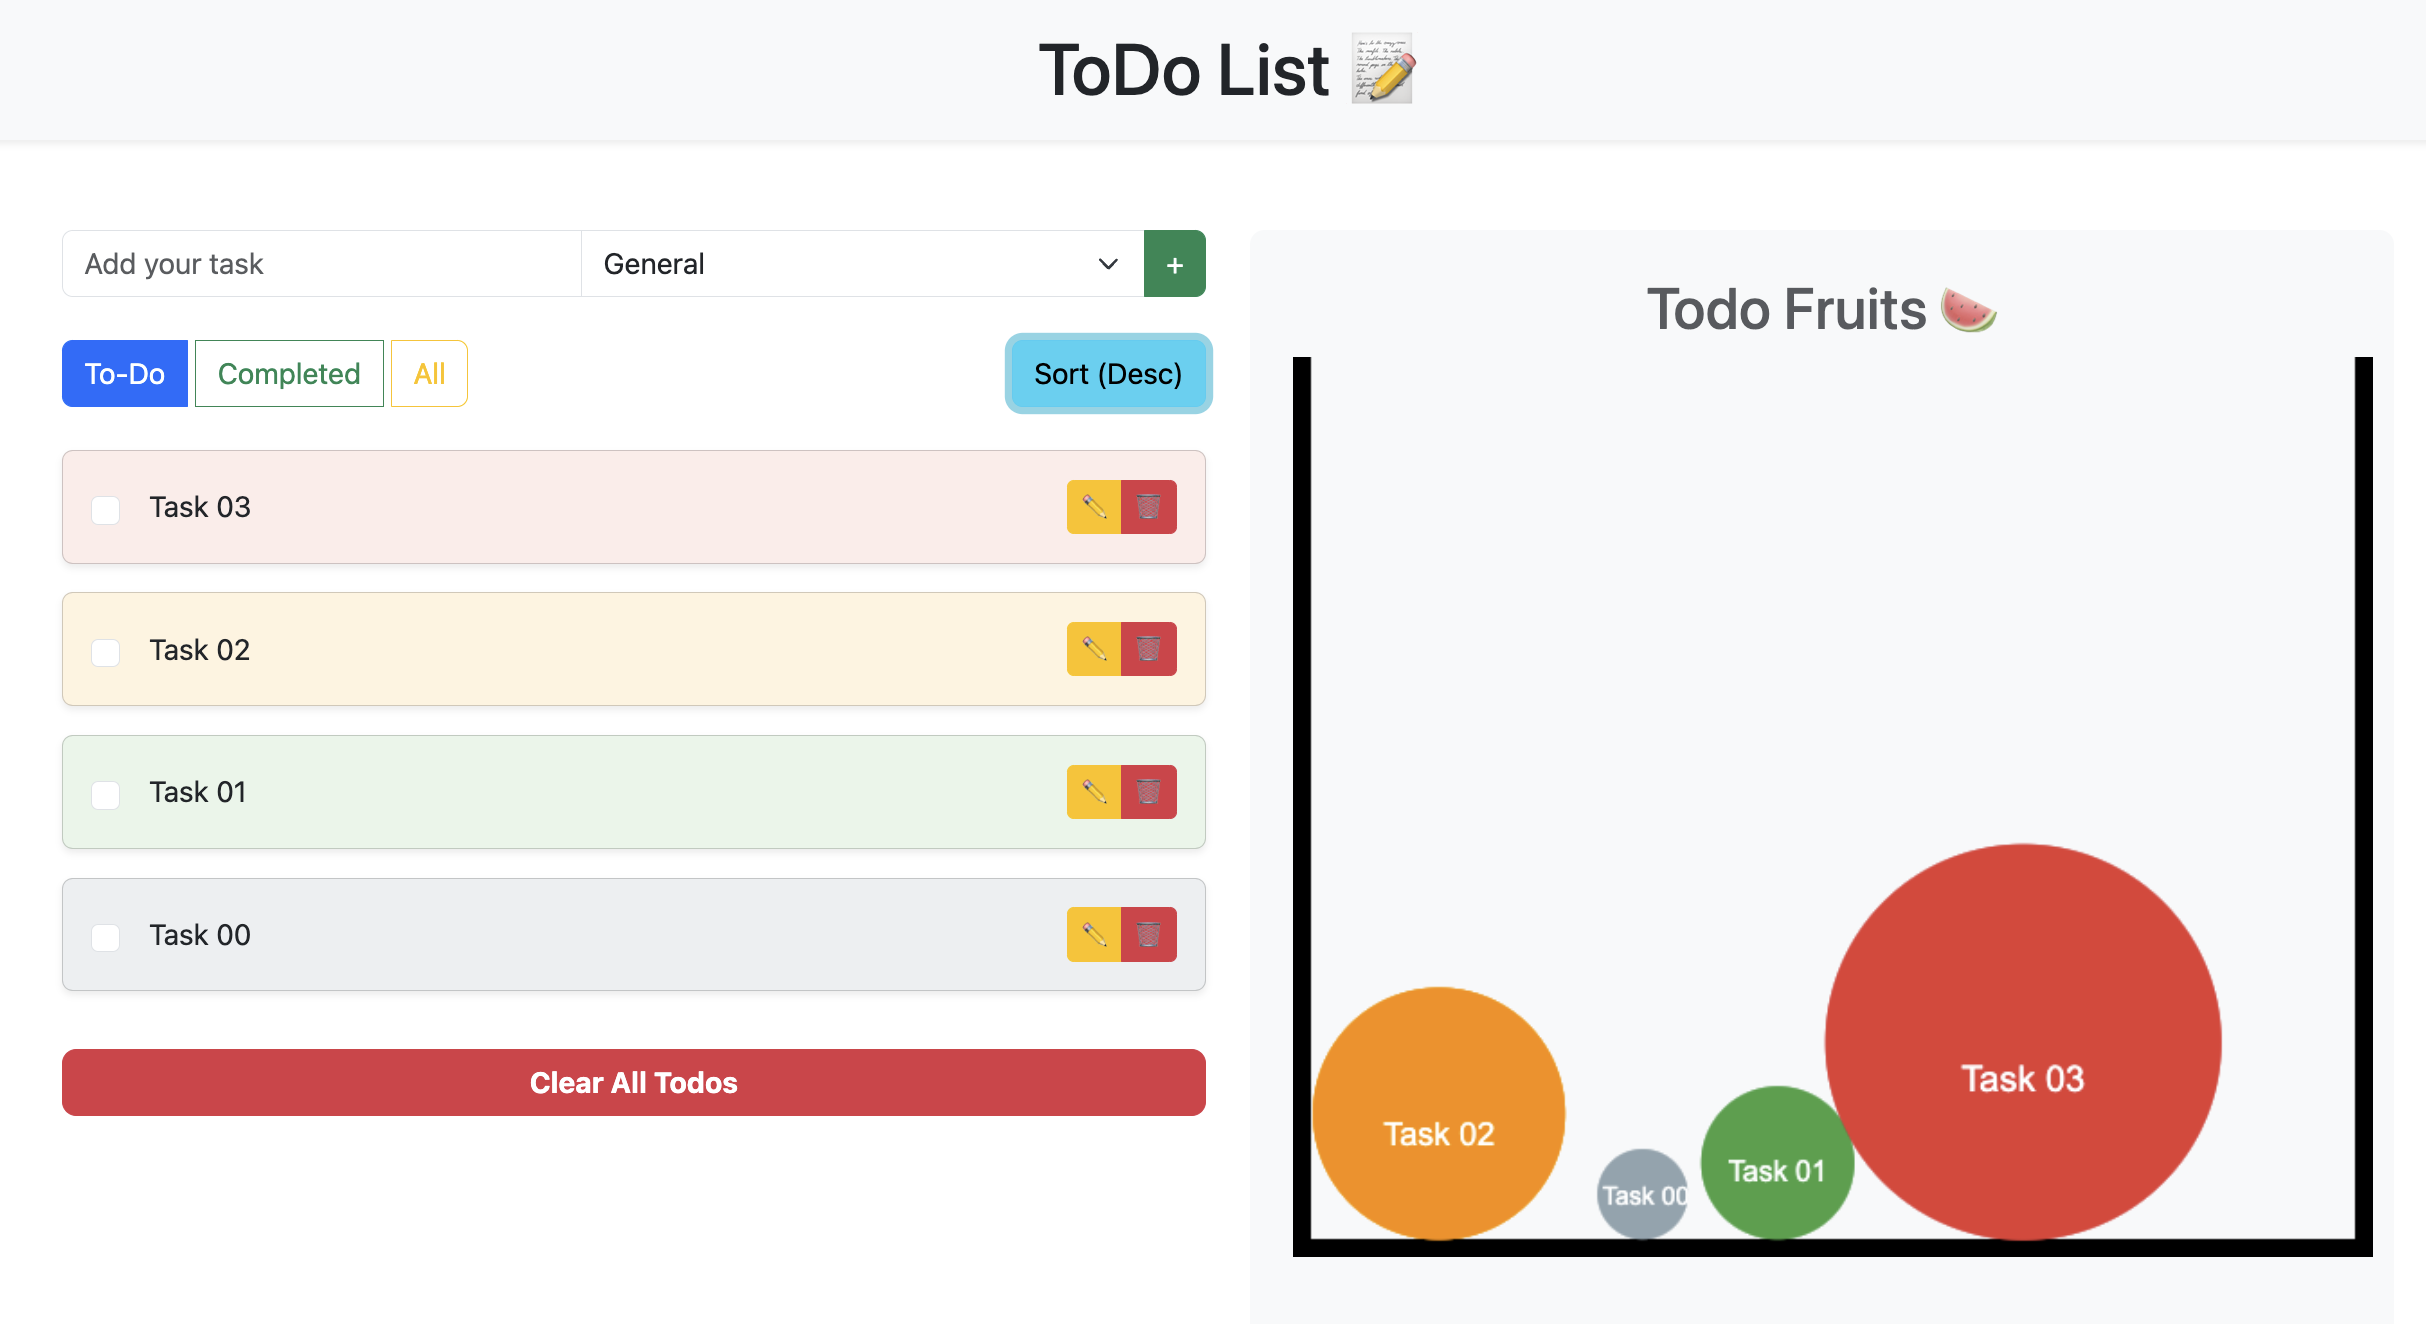 ToDo List
Add your task
General
+
To-Do
Completed
All
Sort (Desc)
Task 03
Task 02
Task 01
Task 00
Clear All Todos
Todo Fruits
Task 03
Task 02
Task 01
Task 00